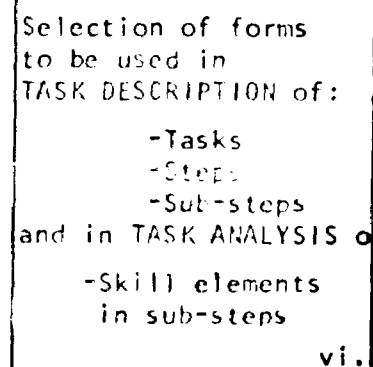 Selection of forms
to be used in
TASK DESCRIPTION of:
-Tasks
-Steps
-Sub-steps
and in TASK ANALYSIS o
-Skill elements
in sub-steps
vi.